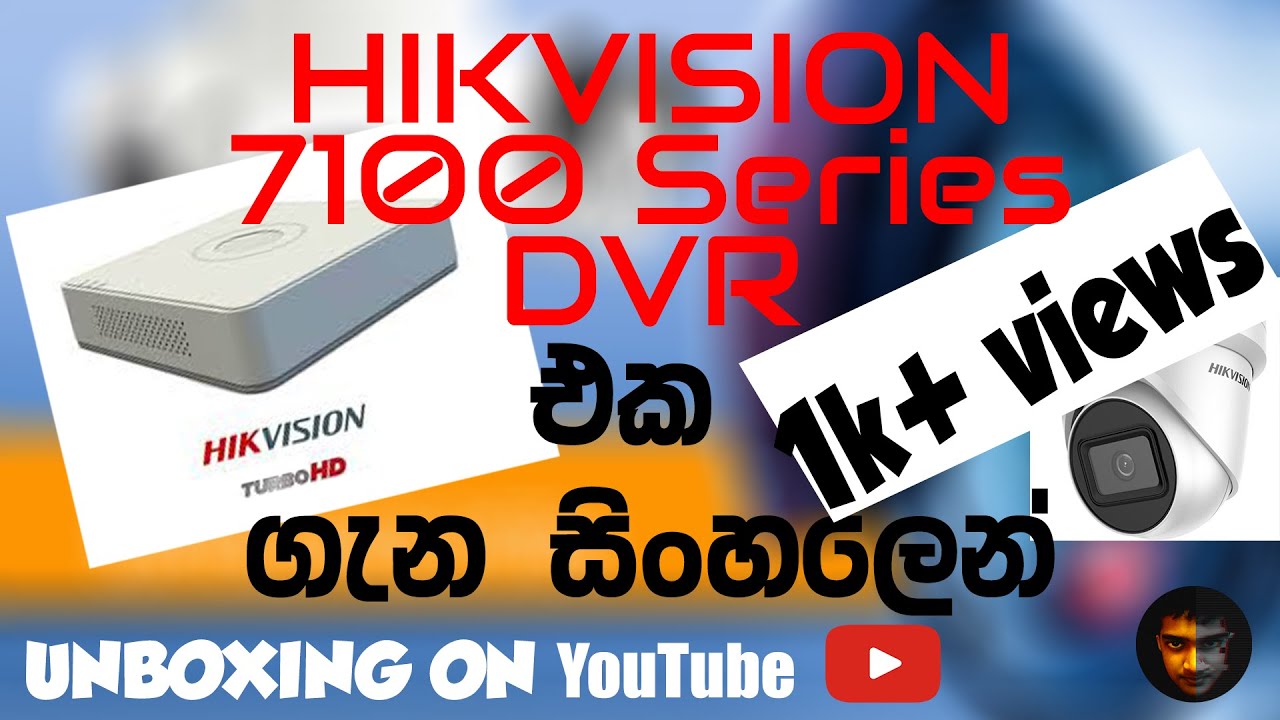 HIKVISION
7100 Series
DVR
එක
ගැන සිංහලෙන්
1k+ views
HIKVISION
TURBOHD
HIKVISION
UNBOXING ON YouTube